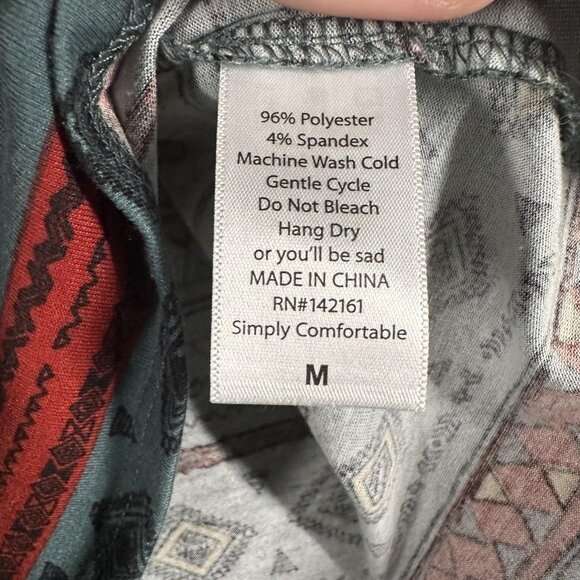 96% Polyester
4% Spandex
Machine Wash Cold
Gentle Cycle
Do Not Bleach
Hang Dry
or you'll be sad
MADE IN CHINA
RN#142161
Simply Comfortable
M